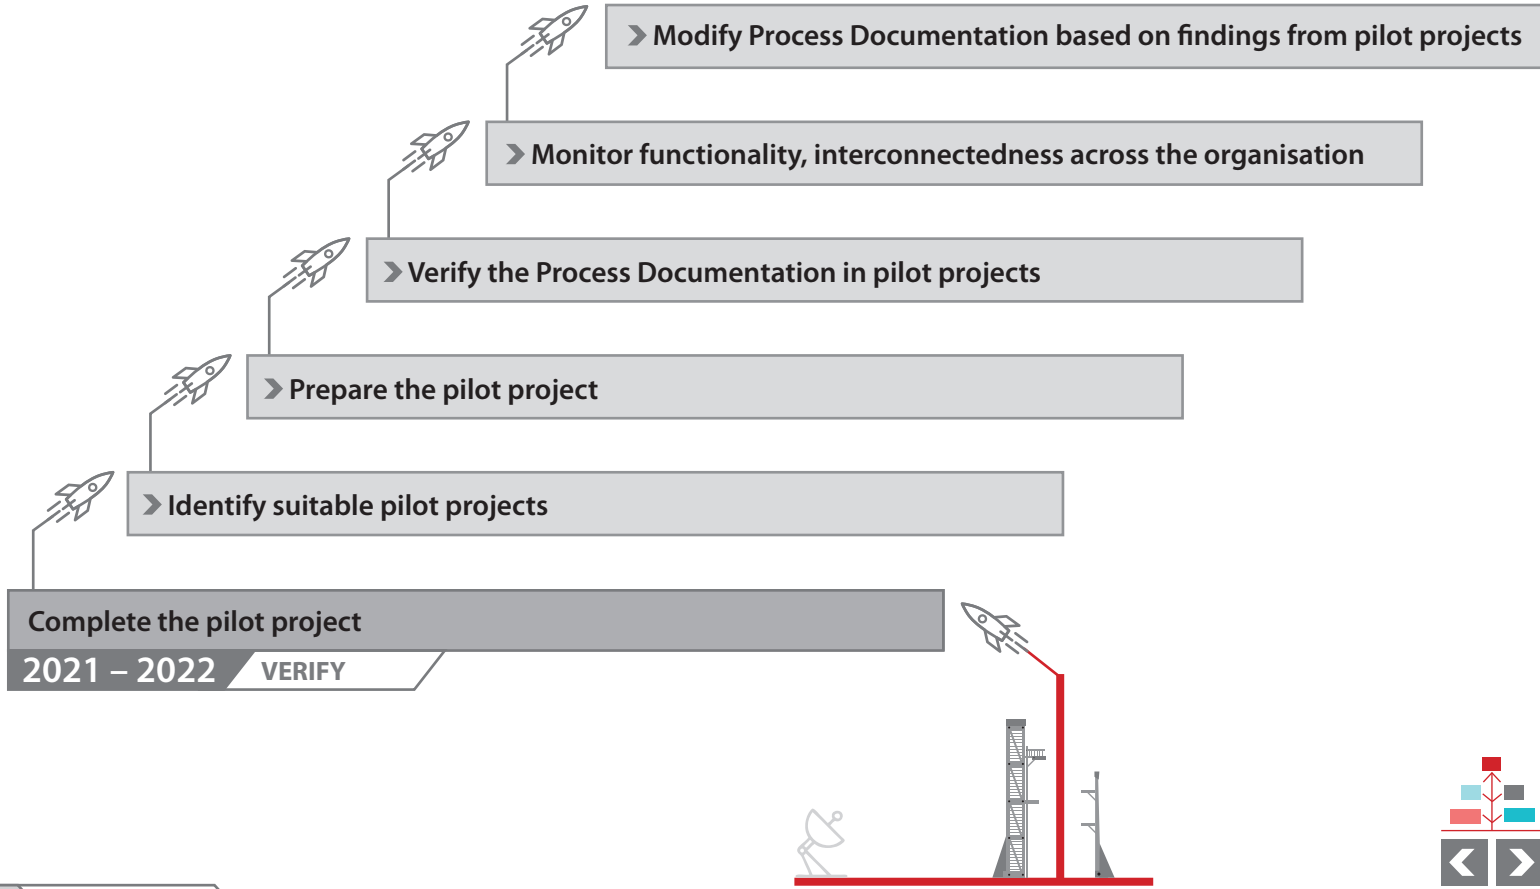 Modify Process Documentation based on findings from pilot projects
Monitor functionality, interconnectedness across the organisation
Verify the Process Documentation in pilot projects
Prepare the pilot project
Identify suitable pilot projects
Complete the pilot project
2021 – 2022 VERIFY